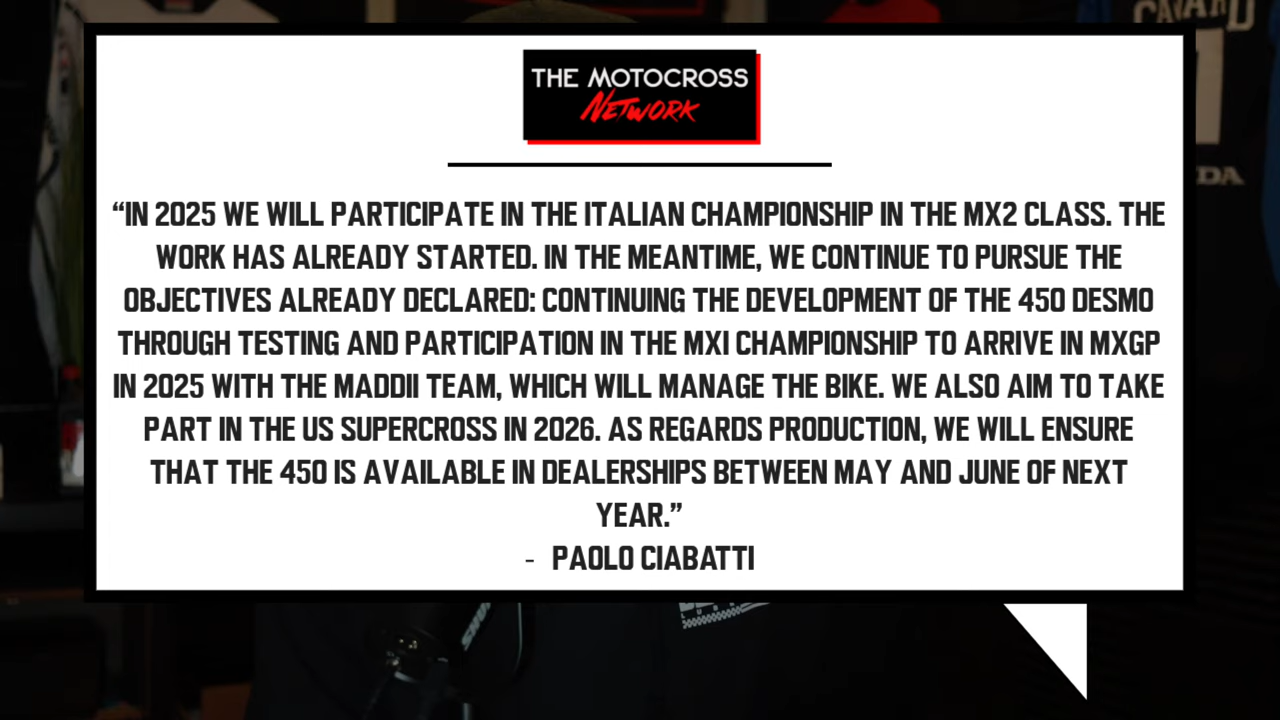 CANARD
THE MOTOCROSS
NETWORK
“IN 2025 WE WILL PARTICIPATE IN THE ITALIAN CHAMPIONSHIP IN THE MX2 CLASS. THE
WORK HAS ALREADY STARTED. IN THE MEANTIME, WE CONTINUE TO PURSUE THE
OBJECTIVES ALREADY DECLARED: CONTINUING THE DEVELOPMENT OF THE 450 DESMO
THROUGH TESTING AND PARTICIPATION IN THE MX1 CHAMPIONSHIP TO ARRIVE IN MXGP
IN 2025 WITH THE MADDII TEAM, WHICH WILL MANAGE THE BIKE. WE ALSO AIM TO TAKE
PART IN THE US SUPERCROSS IN 2026. AS REGARDS PRODUCTION, WE WILL ENSURE
THAT THE 450 IS AVAILABLE IN DEALERSHIPS BETWEEN MAY AND JUNE OF NEXT
YEAR.”
- PAOLO CIABATTI
SHURE